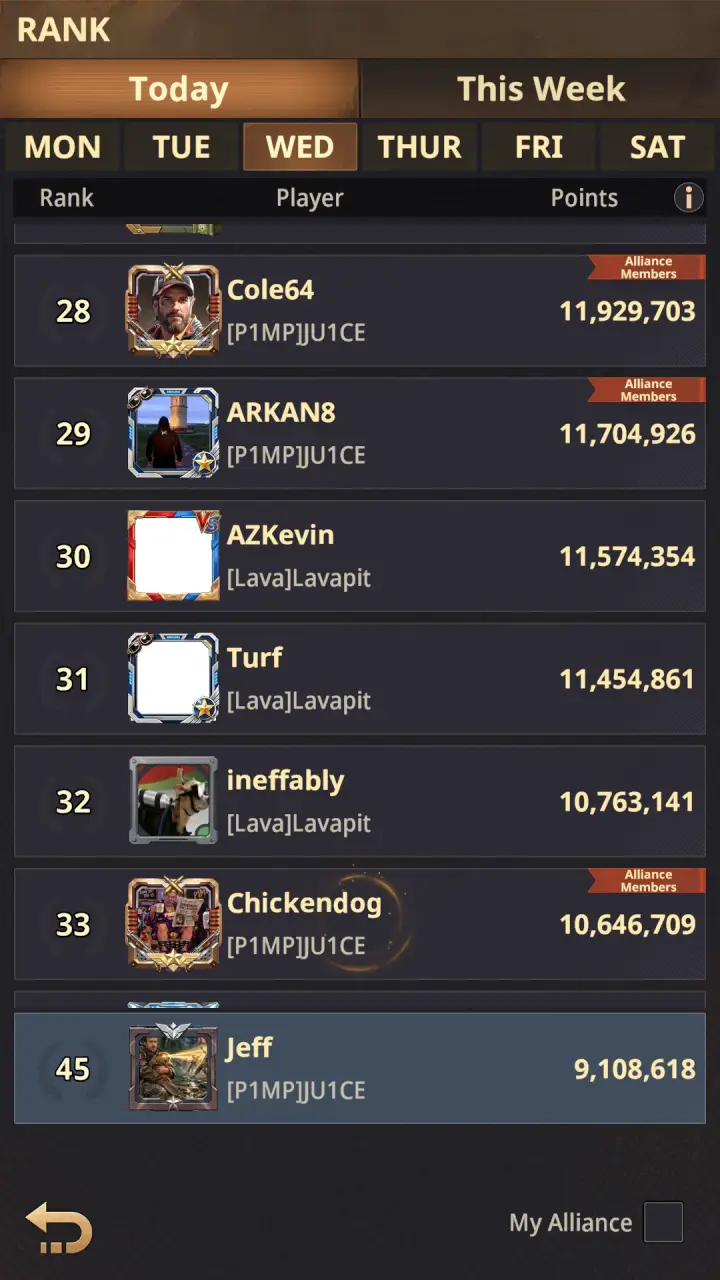 RANK
Today This Week
MON TUE WED THUR FRI SAT
Rank Player Points i
Alliance
Members
28 Cole64 11,929,703
[P1MP]JU1CE
Alliance
Members
29 ARKAN8 11,704,926
[P1MP]JU1CE
VS
30 AZKevin 11,574,354
[Lava]Lavapit
31 Turf 11,454,861
[Lava]Lavapit
32 ineffably 10,763,141
[Lava]Lavapit
Alliance
Members
33 Chickendog 10,646,709
[P1MP]JU1CE
45 Jeff 9,108,618
[P1MP]JU1CE
My Alliance